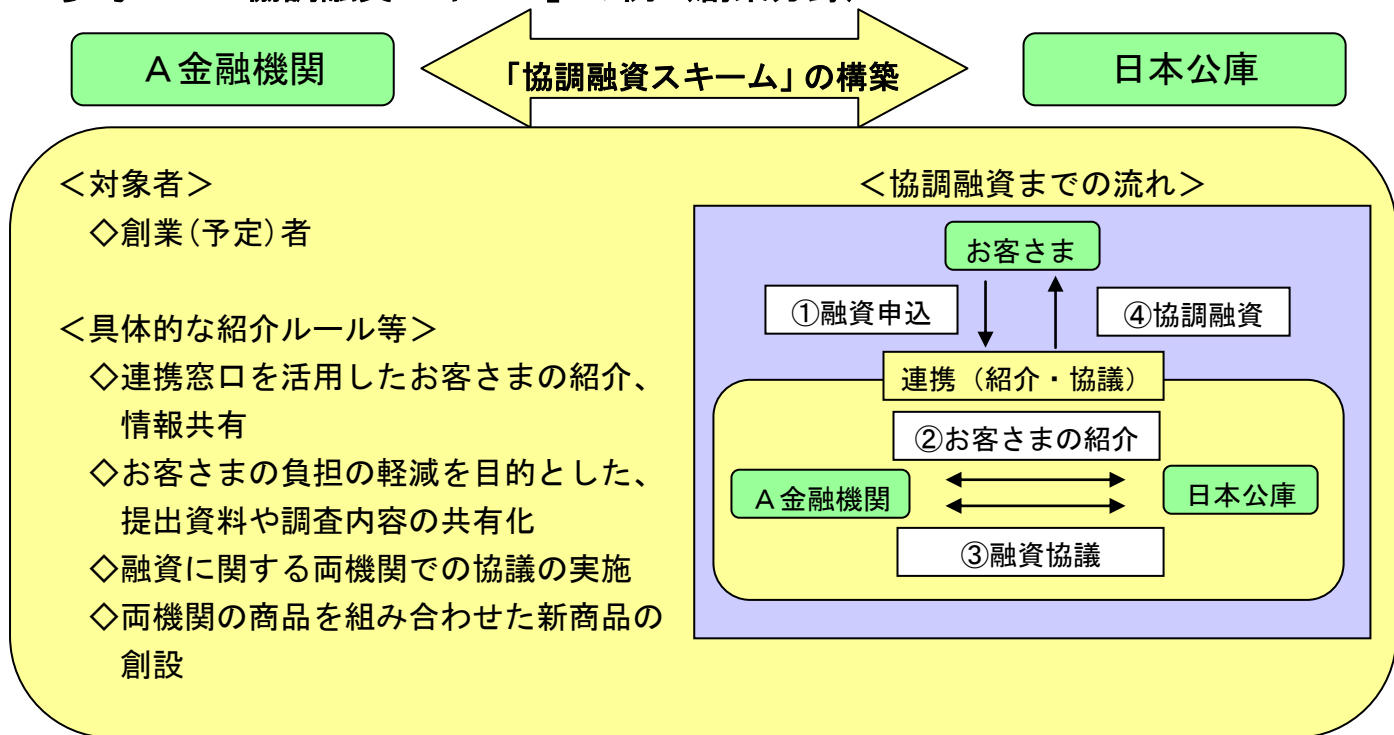 A金融機関
「協調融資スキーム」の構築
日本公庫
＜対象者＞
◇創業（予定）者
＜具体的な紹介ルール等＞
◇連携窓口を活用したお客さまの紹介、
情報共有
◇お客さまの負担の軽減を目的とした、
提出資料や調査内容の共有化
◇融資に関する両機関での協議の実施
◇両機関の商品を組み合わせた新商品の
創設
＜協調融資までの流れ＞
お客さま
①融資申込
④協調融資
連携（紹介・協議）
②お客さまの紹介
A金融機関
日本公庫
③融資協議